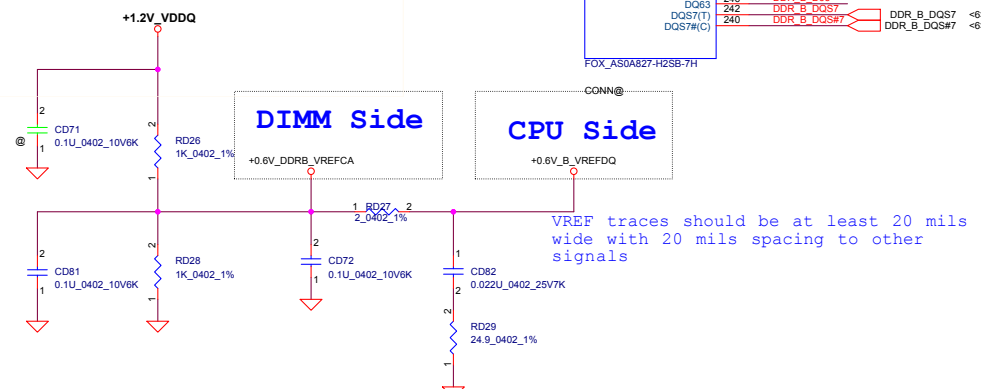 +1.2V_VDDQ
DQ63
DQS7(T)
DQS7#(C)
242
240
DDR_B_DQS7
DDR_B_DQS#7
DDR_B_DQS7
DDR_B_DQS#7
FOX_AS0A827-H2SB-7H
CONN@
2
CD71
0.1U_0402_10V6K
@
1
2
RD26
1K_0402_1%
1
DIMM Side
+0.6V_DDRB_VREFCA
CPU Side
+0.6V_B_VREFDQ
1 RD27 2
2_0402_1%
VREF traces should be at least 20 mils
wide with 20 mils spacing to other
signals
2
CD81
0.1U_0402_10V6K
1
2
RD28
1K_0402_1%
1
2
CD72
0.1U_0402_10V6K
1
1
CD82
0.022U_0402_25V7K
2
2
RD29
24.9_0402_1%
1